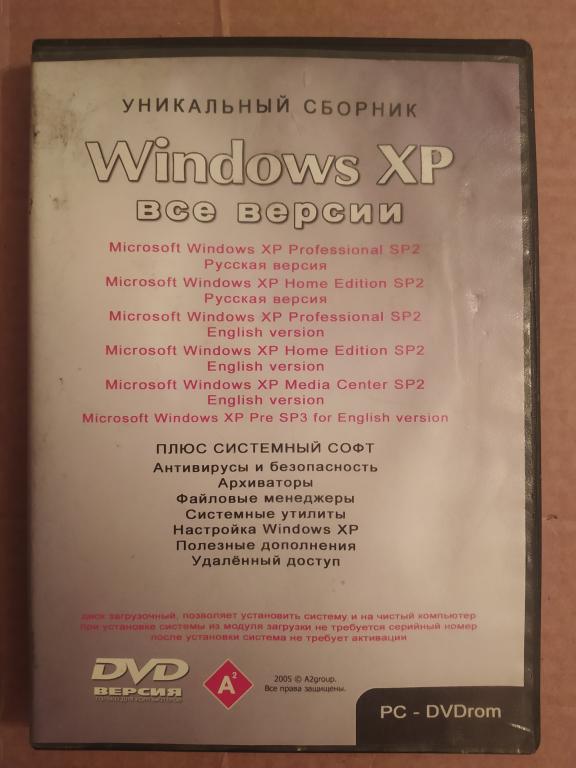 УНИКАЛЬНЫЙ СБОРНИК
Windows XP
все версии
Microsoft Windows XP Professional SP2
Русская версия
Microsoft Windows XP Home Edition SP2
Русская версия
Microsoft Windows XP Professional SP2
English version
Microsoft Windows XP Home Edition SP2
English version
Microsoft Windows XP Media Center SP2
English version
Microsoft Windows XP Pre SP3 for English version
ПЛЮС СИСТЕМНЫЙ СОФТ
Антивирусы и безопасность
Архиваторы
Файловые менеджеры
Системные утилиты
Настройка Windows XP
Полезные дополнения
Удалённый доступ
диск загрузочный, позволяет установить систему и на чистый компьютер
при установке системы из модуля загрузки не требуется серийный номер
после установки система не требует активации
DVD
ВЕРСИЯ
ТОЛЬКО ДЛЯ КОМПЬЮТЕРОВ
A2
2005 © A2group.
Все права защищены.
PC - DVDrom